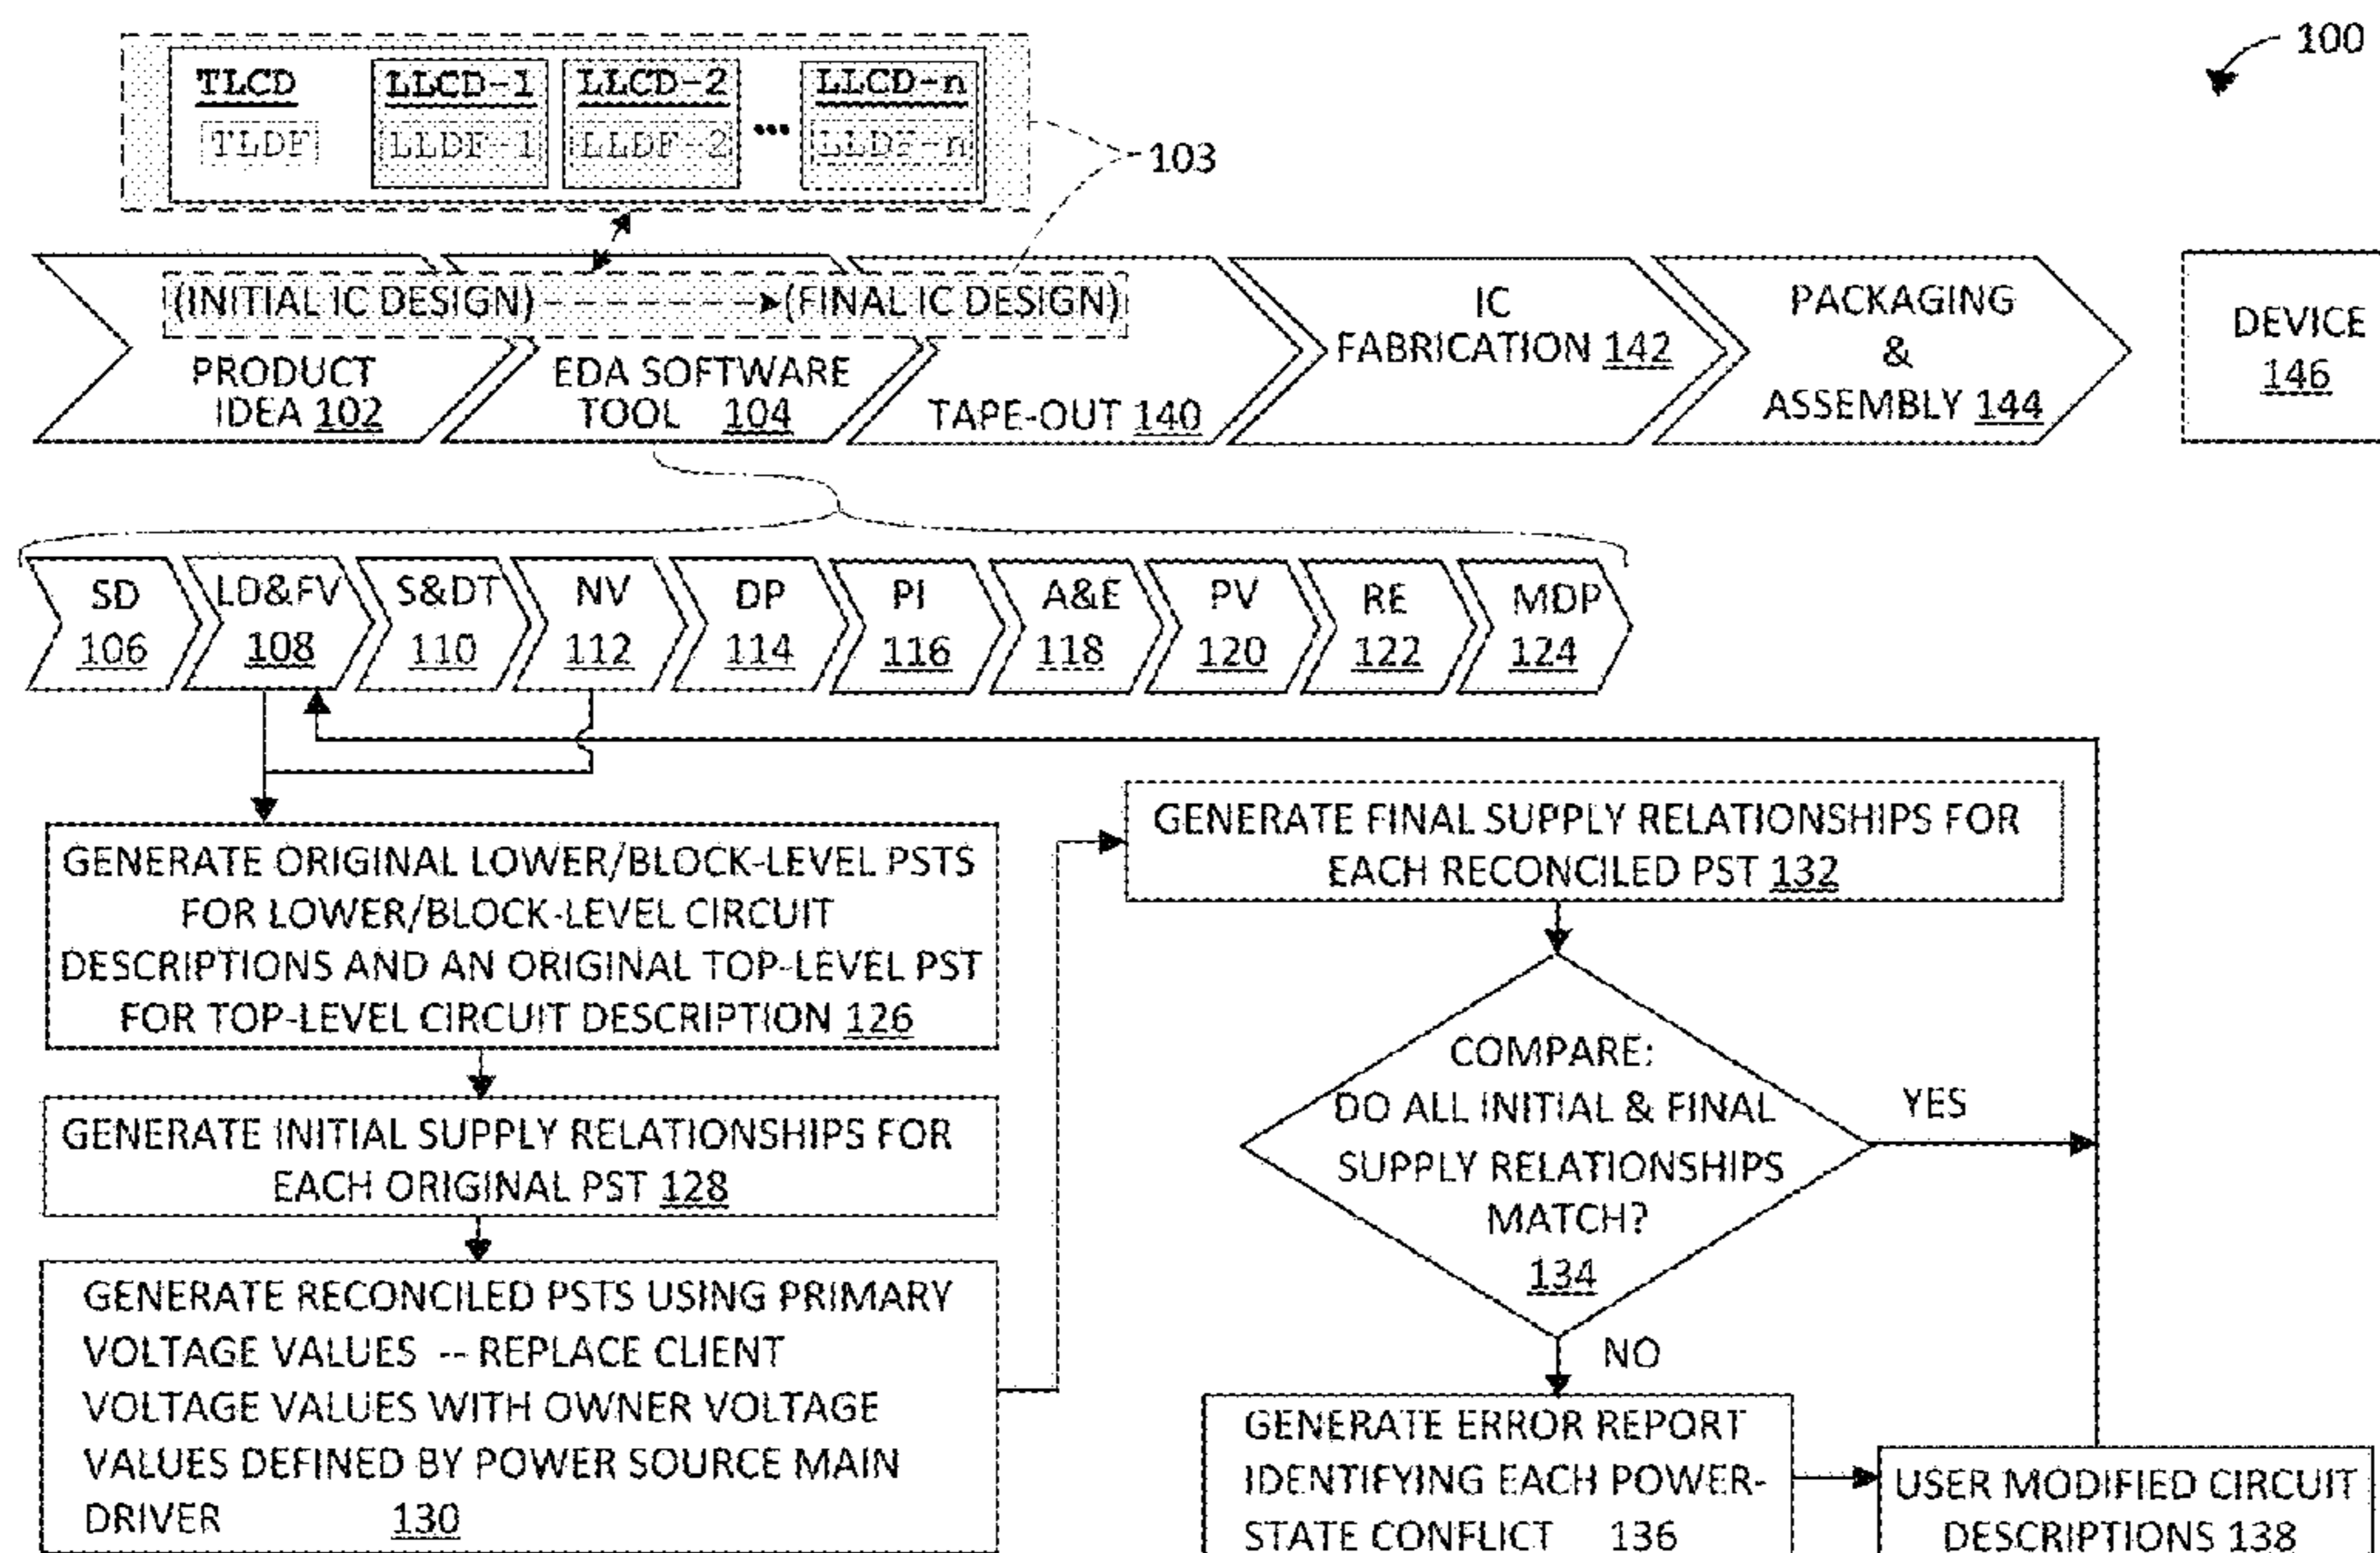 100
TLCD LLCD-1 LLCD-2 LLCD-n
TLDF LLDF-1 LLDF-2 ... LLDF-n
103
(INITIAL IC DESIGN) (FINAL IC DESIGN)
PRODUCT
IDEA 102
EDA SOFTWARE
TOOL 104
TAPE-OUT 140
IC
FABRICATION 142
PACKAGING
&
ASSEMBLY 144
DEVICE
146
SD LD&FV S&DT NV DP PI A&E PV RE MDP
106 108 110 112 114 116 118 120 122 124
GENERATE ORIGINAL LOWER/BLOCK-LEVEL PSTS
FOR LOWER/BLOCK-LEVEL CIRCUIT
DESCRIPTIONS AND AN ORIGINAL TOP-LEVEL PST
FOR TOP-LEVEL CIRCUIT DESCRIPTION 126
GENERATE INITIAL SUPPLY RELATIONSHIPS FOR
EACH ORIGINAL PST 128
GENERATE RECONCILED PSTS USING PRIMARY
VOLTAGE VALUES -- REPLACE CLIENT
VOLTAGE VALUES WITH OWNER VOLTAGE
VALUES DEFINED BY POWER SOURCE MAIN
DRIVER 130
GENERATE FINAL SUPPLY RELATIONSHIPS FOR
EACH RECONCILED PST 132
COMPARE:
DO ALL INITIAL & FINAL
SUPPLY RELATIONSHIPS
MATCH?
134
YES
NO
GENERATE ERROR REPORT
IDENTIFYING EACH POWER-
STATE CONFLICT 136
USER MODIFIED CIRCUIT
DESCRIPTIONS 138